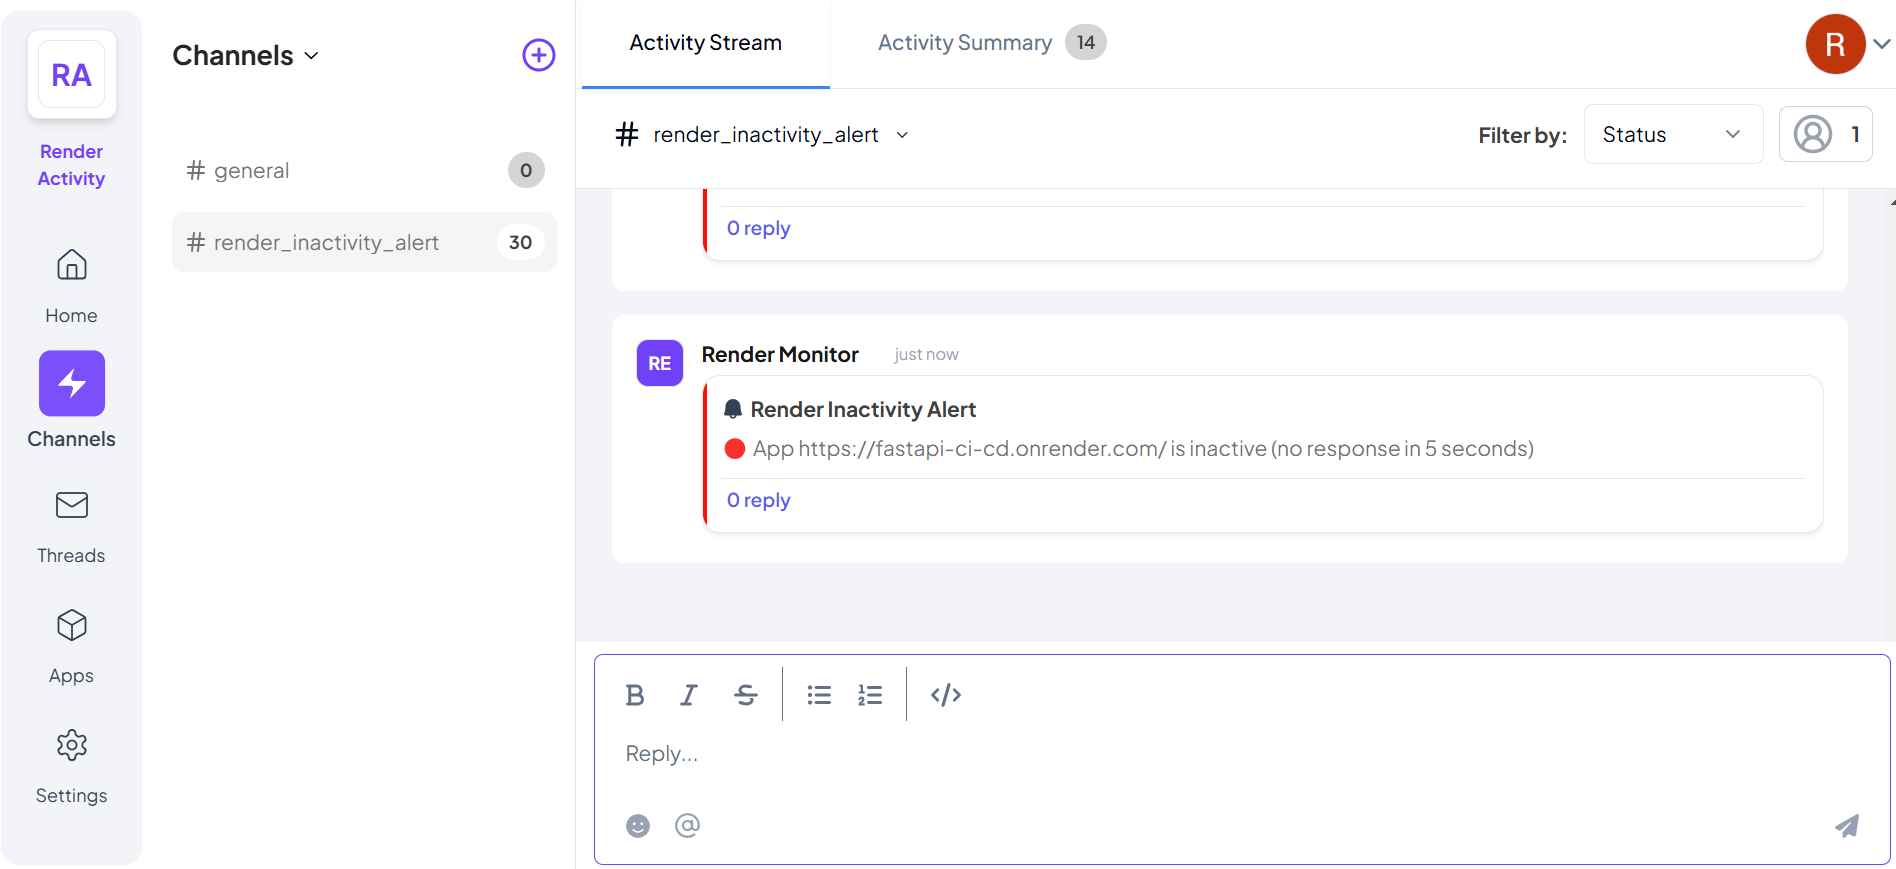 RA
Render
Activity
Home
Channels
Threads
Apps
Settings
Channels
# general 0
# render_inactivity_alert 30
Activity Stream
Activity Summary 14
R
# render_inactivity_alert
Filter by:
Status
1
0 reply
RE
Render Monitor just now
Render Inactivity Alert
App https://fastapi-ci-cd.onrender.com/ is inactive (no response in 5 seconds)
0 reply
B I S </>
Reply...
@